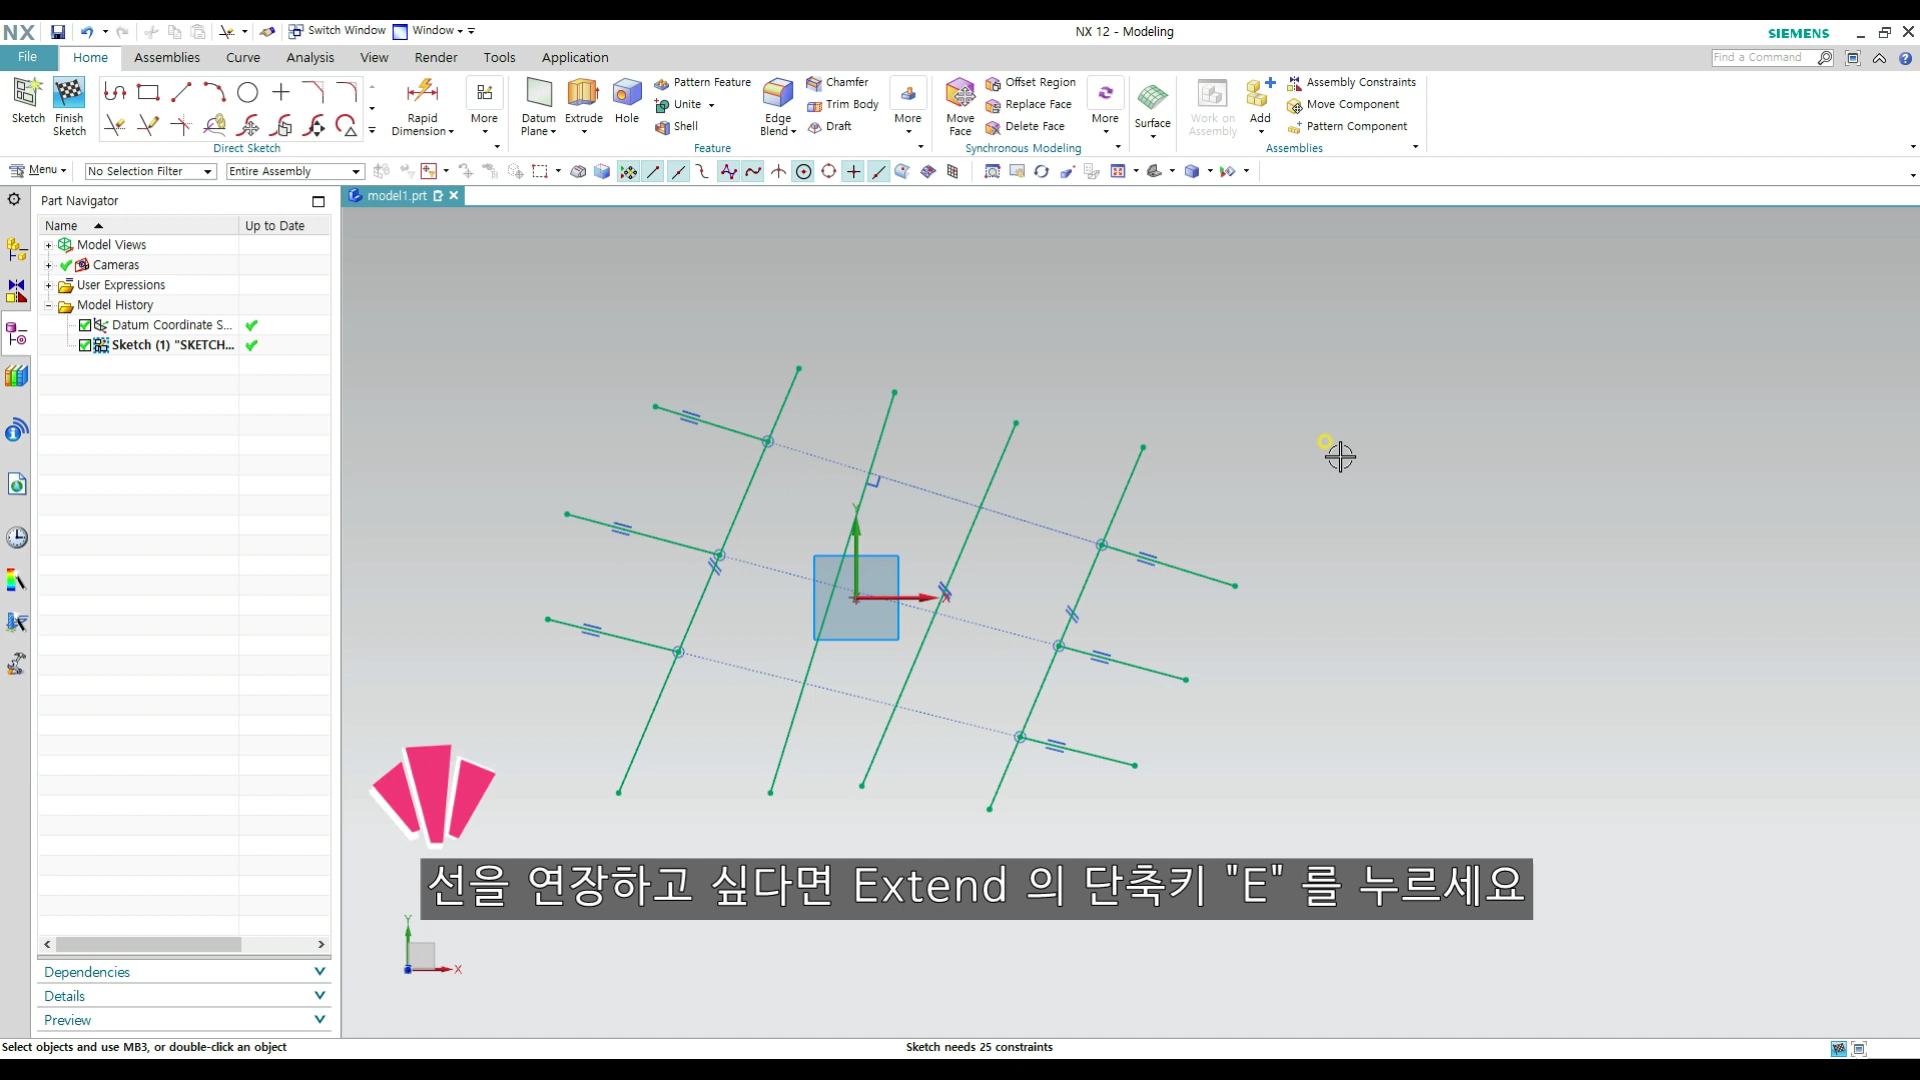 NX
Switch Window
Window
NX 12 - Modeling
SIEMENS
File
Home
Assemblies
Curve
Analysis
View
Render
Tools
Application
Find a Command
Sketch
Finish
Sketch
Direct Sketch
Rapid
Dimension
More
Datum
Plane
Extrude
Hole
Pattern Feature
Unite
Shell
Edge
Blend
Chamfer
Trim Body
Draft
More
Feature
Move
Face
Offset Region
Replace Face
Delete Face
More
Synchronous Modeling
Surface
Work on
Assembly
Add
Assembly Constraints
Move Component
Pattern Component
Assemblies
Menu
No Selection Filter
Entire Assembly
Part Navigator
model1.prt
Name
Up to Date
Model Views
Cameras
User Expressions
Model History
Datum Coordinate S...
Sketch (1) "SKETCH...
Y
X
선을 연장하고 싶다면 Extend 의 단축키 "E" 를 누르세요
Y
X
Dependencies
Details
Preview
Select objects and use MB3, or double-click an object
Sketch needs 25 constraints